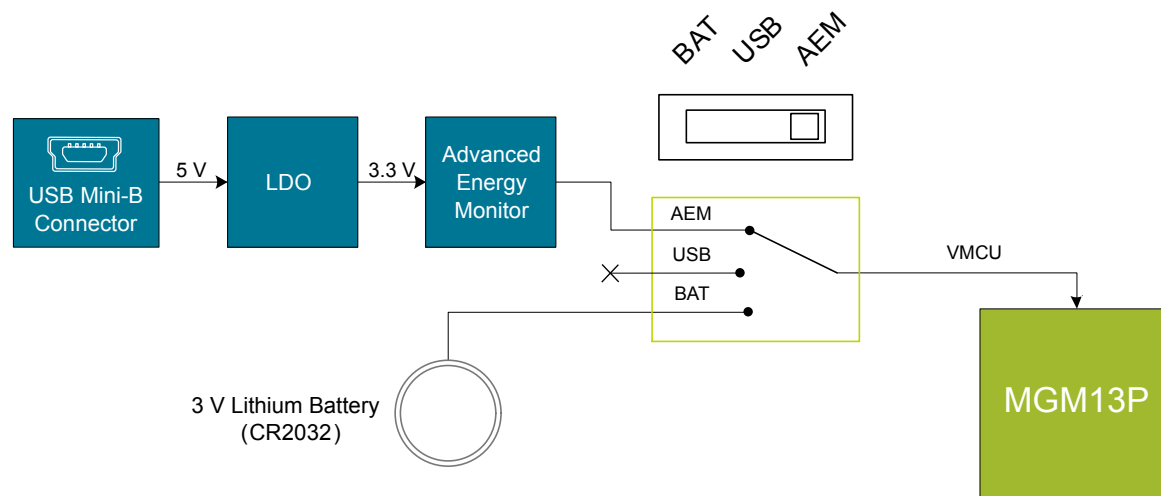 BAT
USB
AEM
USB Mini-B
Connector
5 V
LDO
3.3 V
Advanced
Energy
Monitor
AEM
USB
BAT
VMCU
3 V Lithium Battery
(CR2032)
MGM13P